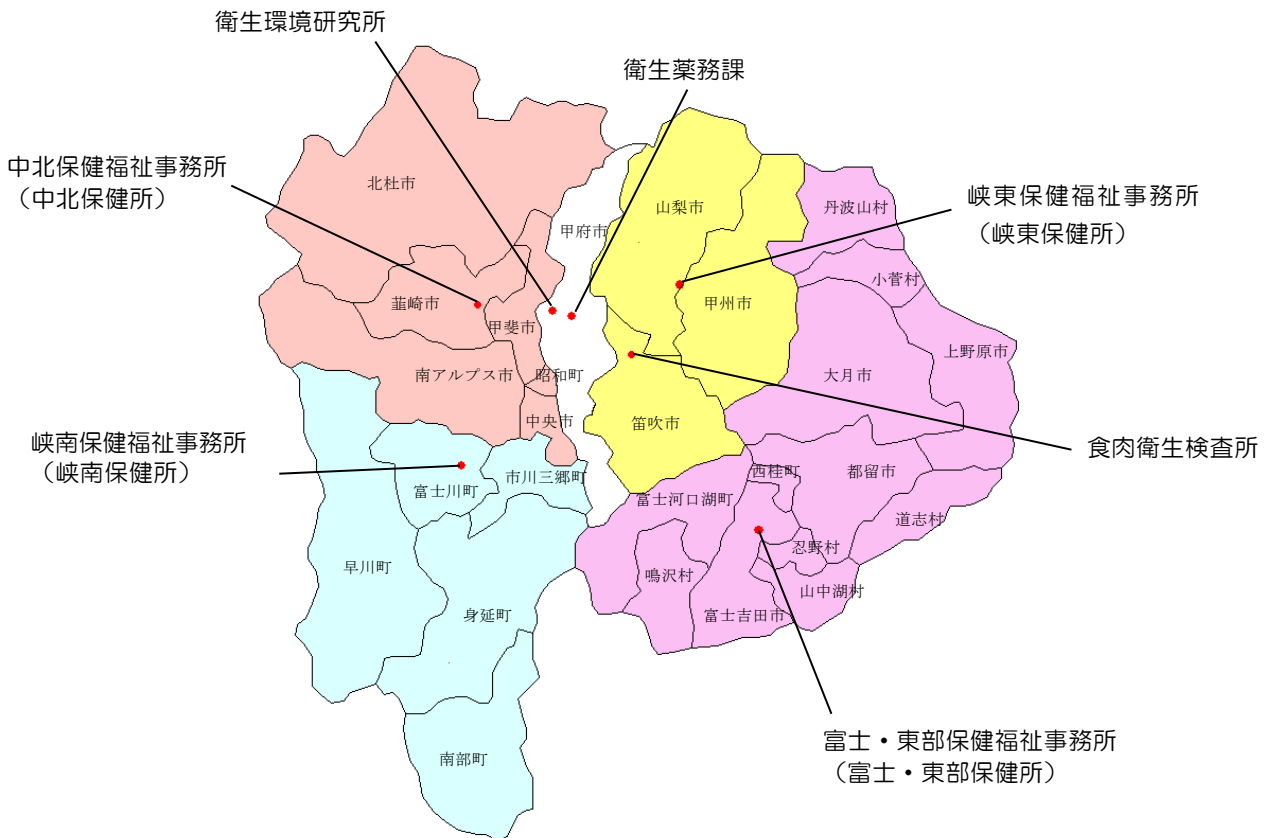 衛生環境研究所
衛生薬務課
中北保健福祉事務所
(中北保健所)
北杜市
山梨市
丹波山村
峡東保健福祉事務所
(峡東保健所)
甲府市
小菅村
韮崎市
甲斐市
甲州市
上野原市
南アルプス市
昭和町
大月市
中央市
笛吹市
峡南保健福祉事務所
(峡南保健所)
食肉衛生検査所
市川三郷町
西桂町
都留市
富士川町
富士河口湖町
道志村
忍野村
早川町
鳴沢村
山中湖村
身延町
富士吉田市
南部町
富士・東部保健福祉事務所
(富士・東部保健所)